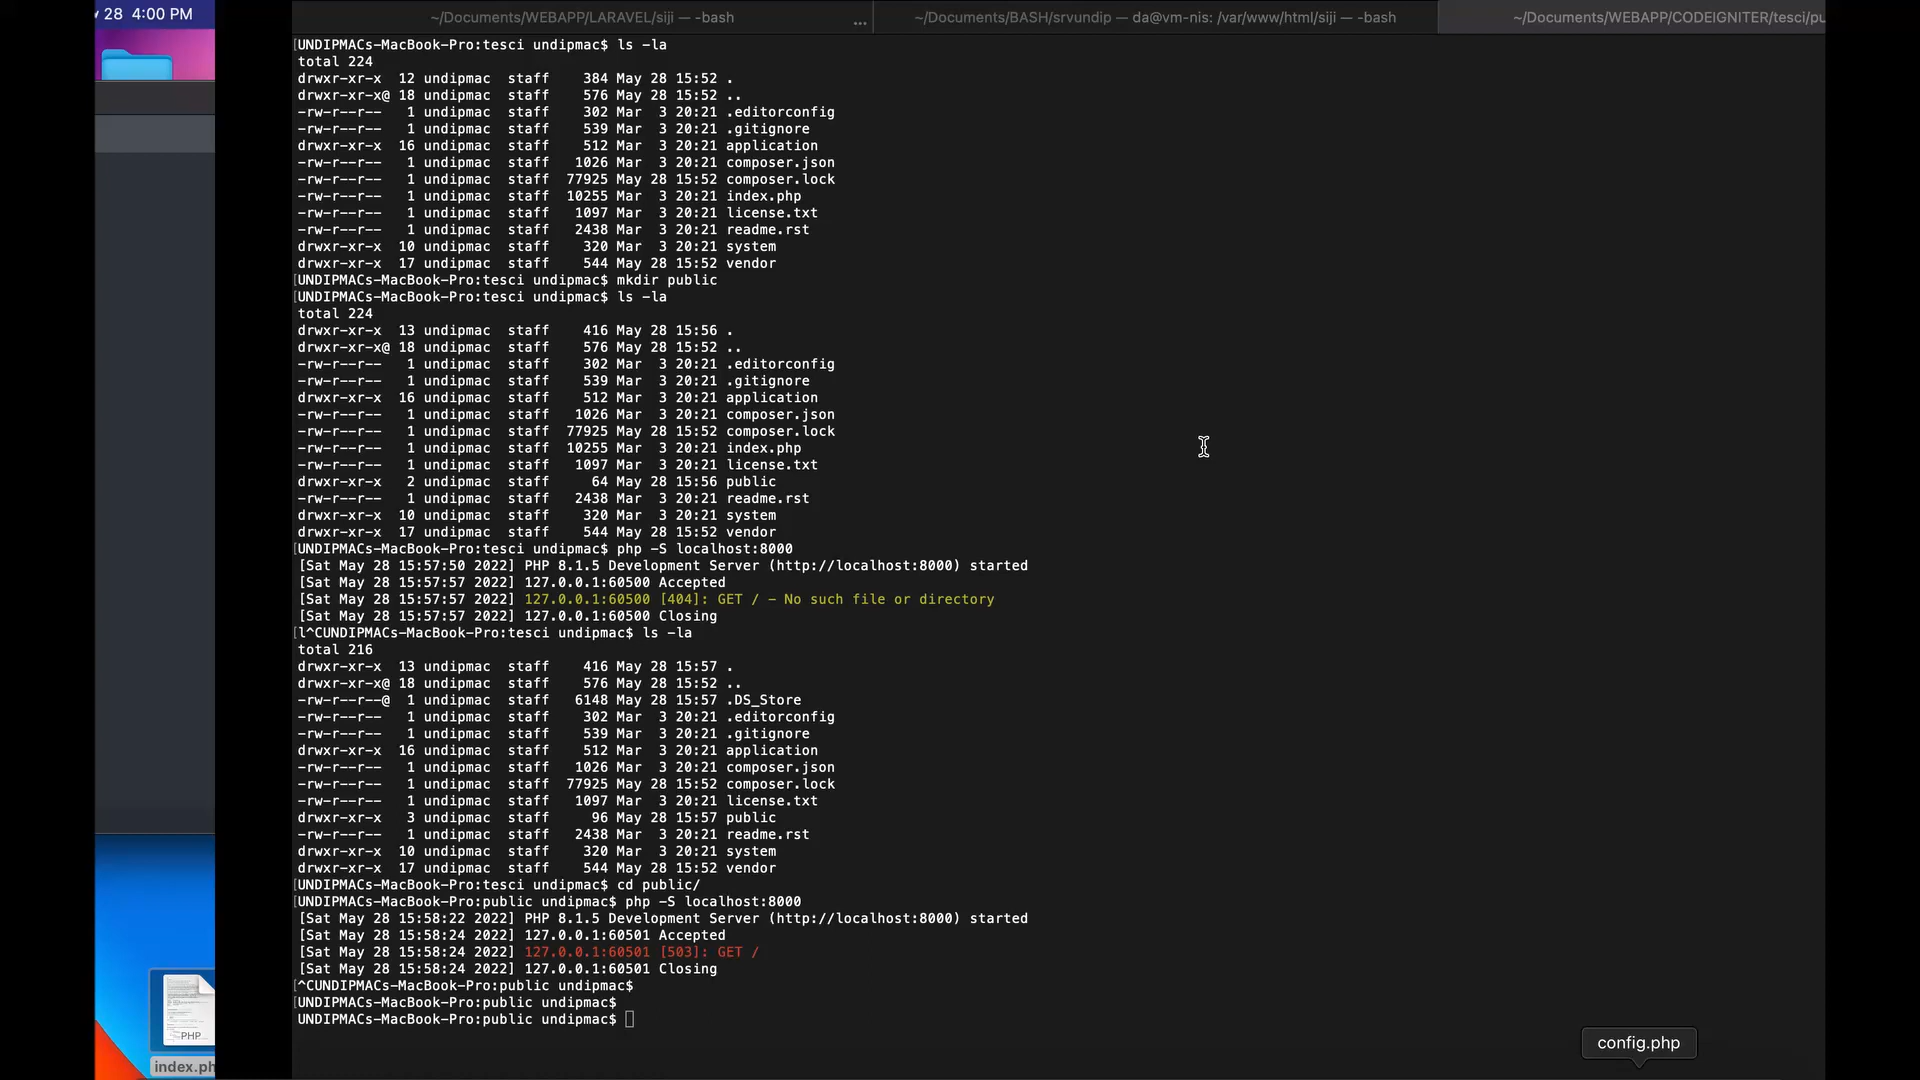 v 28 4:00 PM
~/Documents/WEBAPP/LARAVEL/siji — -bash
...
~/Documents/BASH/srvundip — da@vm-nis: /var/www/html/siji — -bash
~/Documents/WEBAPP/CODEIGNITER/tesci/pu
[UNDIPMACs-MacBook-Pro:tesci undipmac$ ls -la
total 224
drwxr-xr-x  12 undipmac  staff    384 May 28 15:52 .
drwxr-xr-x@ 18 undipmac  staff    576 May 28 15:52 ..
-rw-r--r--   1 undipmac  staff    302 Mar  3 20:21 .editorconfig
-rw-r--r--   1 undipmac  staff    539 Mar  3 20:21 .gitignore
drwxr-xr-x  16 undipmac  staff    512 Mar  3 20:21 application
-rw-r--r--   1 undipmac  staff   1026 Mar  3 20:21 composer.json
-rw-r--r--   1 undipmac  staff  77925 May 28 15:52 composer.lock
-rw-r--r--   1 undipmac  staff  10255 Mar  3 20:21 index.php
-rw-r--r--   1 undipmac  staff   1097 Mar  3 20:21 license.txt
-rw-r--r--   1 undipmac  staff   2438 Mar  3 20:21 readme.rst
drwxr-xr-x  10 undipmac  staff    320 Mar  3 20:21 system
drwxr-xr-x  17 undipmac  staff    544 May 28 15:52 vendor
[UNDIPMACs-MacBook-Pro:tesci undipmac$ mkdir public
[UNDIPMACs-MacBook-Pro:tesci undipmac$ ls -la
total 224
drwxr-xr-x  13 undipmac  staff    416 May 28 15:56 .
drwxr-xr-x@ 18 undipmac  staff    576 May 28 15:52 ..
-rw-r--r--   1 undipmac  staff    302 Mar  3 20:21 .editorconfig
-rw-r--r--   1 undipmac  staff    539 Mar  3 20:21 .gitignore
drwxr-xr-x  16 undipmac  staff    512 Mar  3 20:21 application
-rw-r--r--   1 undipmac  staff   1026 Mar  3 20:21 composer.json
-rw-r--r--   1 undipmac  staff  77925 May 28 15:52 composer.lock
-rw-r--r--   1 undipmac  staff  10255 Mar  3 20:21 index.php
-rw-r--r--   1 undipmac  staff   1097 Mar  3 20:21 license.txt
drwxr-xr-x   2 undipmac  staff     64 May 28 15:56 public
-rw-r--r--   1 undipmac  staff   2438 Mar  3 20:21 readme.rst
drwxr-xr-x  10 undipmac  staff    320 Mar  3 20:21 system
drwxr-xr-x  17 undipmac  staff    544 May 28 15:52 vendor
[UNDIPMACs-MacBook-Pro:tesci undipmac$ php -S localhost:8000
[Sat May 28 15:57:50 2022] PHP 8.1.5 Development Server (http://localhost:8000) started
[Sat May 28 15:57:57 2022] 127.0.0.1:60500 Accepted
[Sat May 28 15:57:57 2022] 127.0.0.1:60500 [404]: GET / - No such file or directory
[Sat May 28 15:57:57 2022] 127.0.0.1:60500 Closing
[l^CUNDIPMACs-MacBook-Pro:tesci undipmac$ ls -la
total 216
drwxr-xr-x  13 undipmac  staff    416 May 28 15:57 .
drwxr-xr-x@ 18 undipmac  staff    576 May 28 15:52 ..
-rw-r--r--@  1 undipmac  staff   6148 May 28 15:57 .DS_Store
-rw-r--r--   1 undipmac  staff    302 Mar  3 20:21 .editorconfig
-rw-r--r--   1 undipmac  staff    539 Mar  3 20:21 .gitignore
drwxr-xr-x  16 undipmac  staff    512 Mar  3 20:21 application
-rw-r--r--   1 undipmac  staff   1026 Mar  3 20:21 composer.json
-rw-r--r--   1 undipmac  staff  77925 May 28 15:52 composer.lock
-rw-r--r--   1 undipmac  staff   1097 Mar  3 20:21 license.txt
drwxr-xr-x   3 undipmac  staff     96 May 28 15:57 public
-rw-r--r--   1 undipmac  staff   2438 Mar  3 20:21 readme.rst
drwxr-xr-x  10 undipmac  staff    320 Mar  3 20:21 system
drwxr-xr-x  17 undipmac  staff    544 May 28 15:52 vendor
[UNDIPMACs-MacBook-Pro:tesci undipmac$ cd public/
[UNDIPMACs-MacBook-Pro:public undipmac$ php -S localhost:8000
[Sat May 28 15:58:22 2022] PHP 8.1.5 Development Server (http://localhost:8000) started
[Sat May 28 15:58:24 2022] 127.0.0.1:60501 Accepted
[Sat May 28 15:58:24 2022] 127.0.0.1:60501 [503]: GET /
[Sat May 28 15:58:24 2022] 127.0.0.1:60501 Closing
[^CUNDIPMACs-MacBook-Pro:public undipmac$
[UNDIPMACs-MacBook-Pro:public undipmac$
UNDIPMACs-MacBook-Pro:public undipmac$
PHP
index.ph
config.php